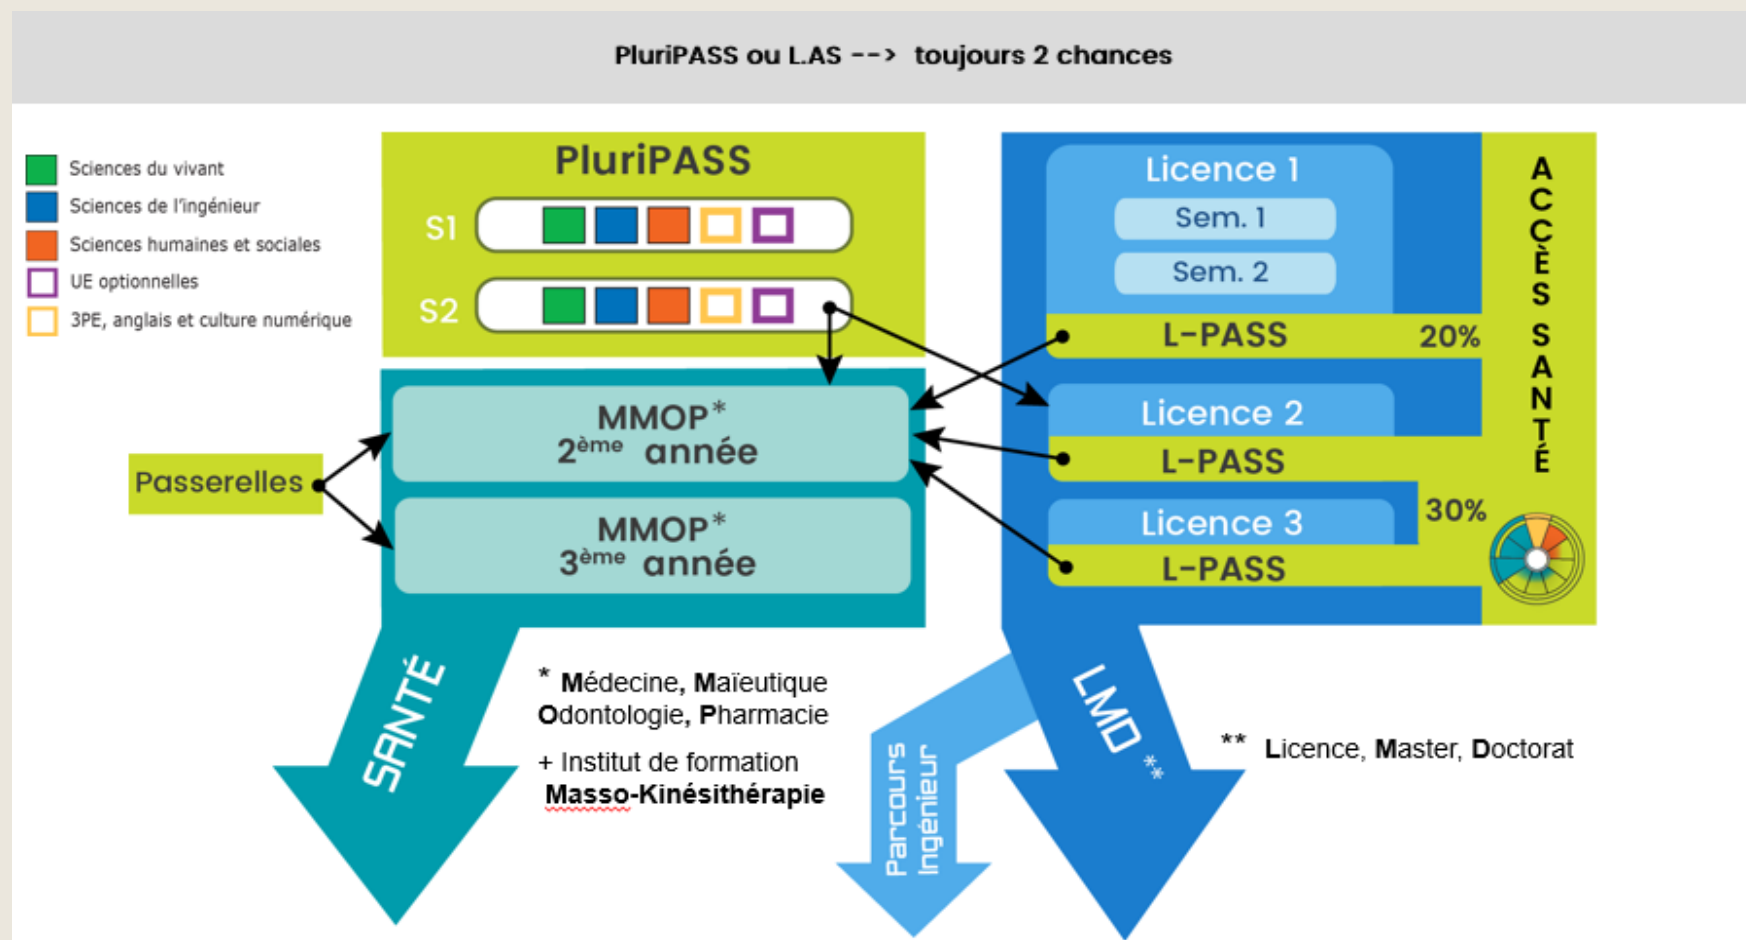 PluriPASS ou L.AS --> toujours 2 chances
Sciences du vivant
Sciences de l'ingénieur
Sciences humaines et sociales
UE optionnelles
3PE, anglais et culture numérique
PluriPASS
S1
S2
MMOP*
2ème année
MMOP*
3ème année
Passerelles
Licence 1
Sem. 1
Sem. 2
L-PASS
20%
Licence 2
L-PASS
30%
Licence 3
L-PASS
ACCÈS SANTÉ
SANTÉ
* Médecine, Maïeutique
Odontologie, Pharmacie
+ Institut de formation
Masso-Kinésithérapie
Parcours
Ingénieur
LMD **
** Licence, Master, Doctorat